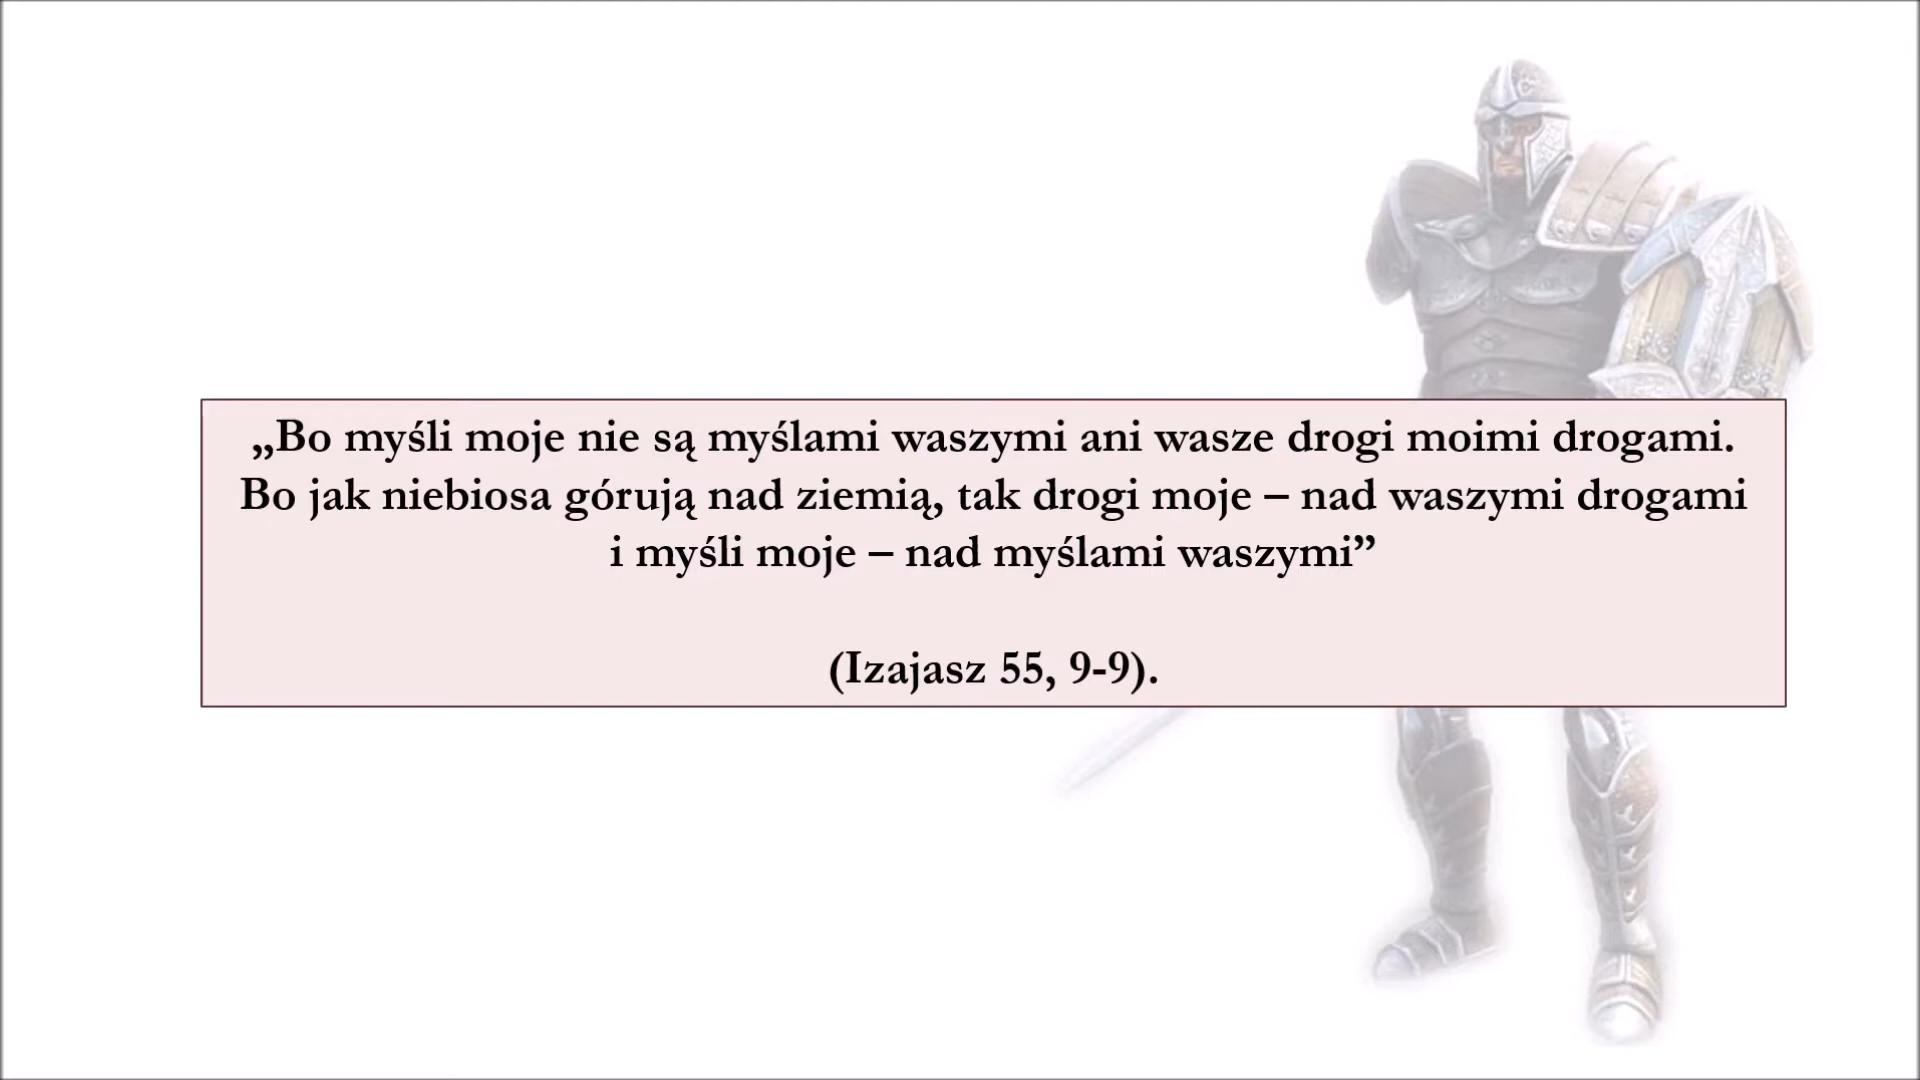 „Bo myśli moje nie są myślami waszymi ani wasze drogi moimi drogami.
Bo jak niebiosa górują nad ziemią, tak drogi moje – nad waszymi drogami
i myśli moje – nad myślami waszymi”
(Izajasz 55, 9-9).